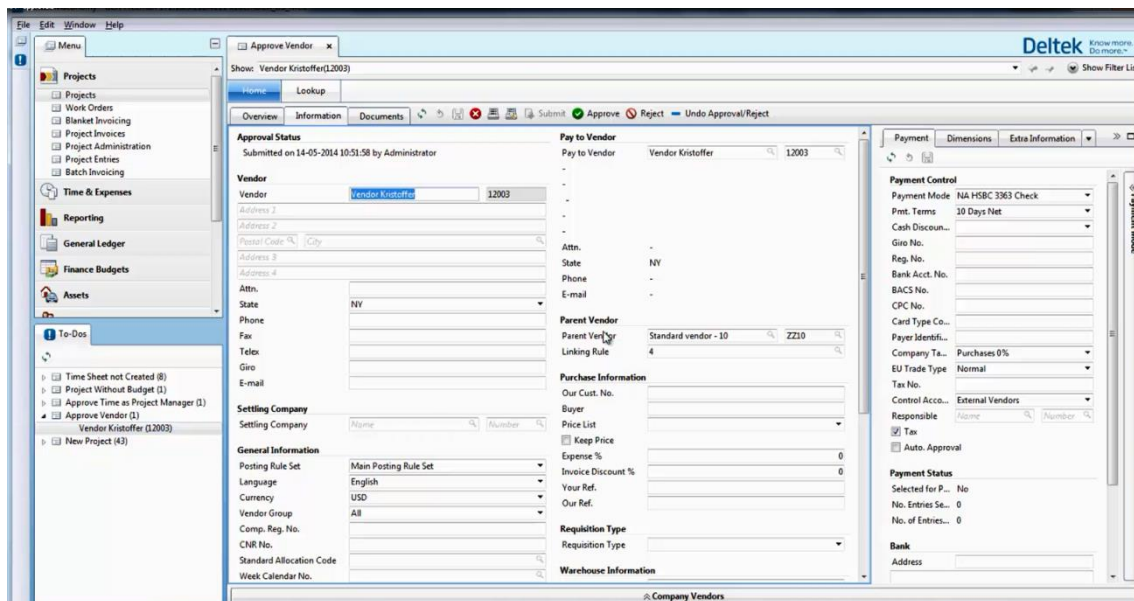 File Edit Window Help
Menu
Projects
Projects
Work Orders
Blanket Invoicing
Project Invoices
Project Administration
Project Entries
Batch Invoicing
Time & Expenses
Reporting
General Ledger
Finance Budgets
Assets
To-Dos
Time Sheet not Created (8)
Project Without Budget (1)
Approve Time as Project Manager (1)
Approve Vendor (1)
Vendor Kristoffer (12003)
New Project (43)
Approve Vendor
Deltek Know more. Do more.™
Show: Vendor Kristoffer(12003)
Show Filter Lis
Home Lookup
Overview Information Documents Submit Approve Reject Undo Approval/Reject
Approval Status
Submitted on 14-05-2014 10:51:58 by Administrator
Vendor
Vendor Vendor Kristoffer 12003
Address 1
Address 2
Postal Code City
Address 3
Address 4
Attn.
State NY
Phone
Fax
Telex
Giro
E-mail
Settling Company
Settling Company Name Number
General Information
Posting Rule Set Main Posting Rule Set
Language English
Currency USD
Vendor Group All
Comp. Reg. No.
CNR No.
Standard Allocation Code
Week Calendar No.
Pay to Vendor
Pay to Vendor Vendor Kristoffer 12003
-
-
-
-
-
Attn. -
State NY
Phone -
E-mail -
Parent Vendor
Parent Vendor Standard vendor - 10 ZZ10
Linking Rule 4
Purchase Information
Our Cust. No.
Buyer
Price List
Keep Price
Expense % 0
Invoice Discount % 0
Your Ref.
Our Ref.
Requisition Type
Requisition Type
Warehouse Information
Payment Dimensions Extra Information
Payment Control
Payment Mode NA HSBC 3363 Check
Pmt. Terms 10 Days Net
Cash Discoun...
Giro No.
Reg. No.
Bank Acct. No.
BACS No.
CPC No.
Card Type Co...
Payer Identifi...
Company Ta... Purchases 0%
EU Trade Type Normal
Tax No.
Control Acco... External Vendors
Responsible Name Number
Tax
Auto. Approval
Payment Status
Selected for P... No
No. Entries Se... 0
No. of Entries... 0
Bank
Address
Company Vendors